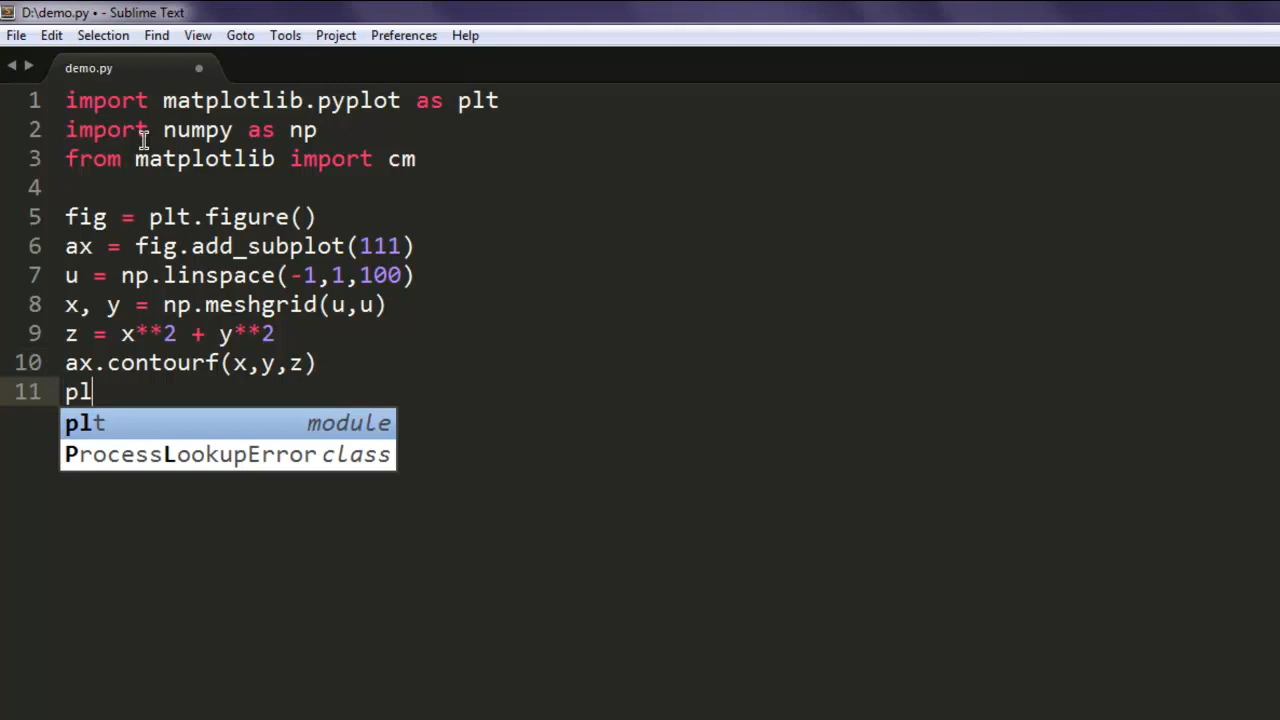 D:\demo.py • - Sublime Text
File Edit Selection Find View Goto Tools Project Preferences Help
demo.py
1 import matplotlib.pyplot as plt
2 import numpy as np
3 from matplotlib import cm
4
5 fig = plt.figure()
6 ax = fig.add_subplot(111)
7 u = np.linspace(-1,1,100)
8 x, y = np.meshgrid(u,u)
9 z = x**2 + y**2
10 ax.contourf(x,y,z)
11 pl
plt module
ProcessLookupError class